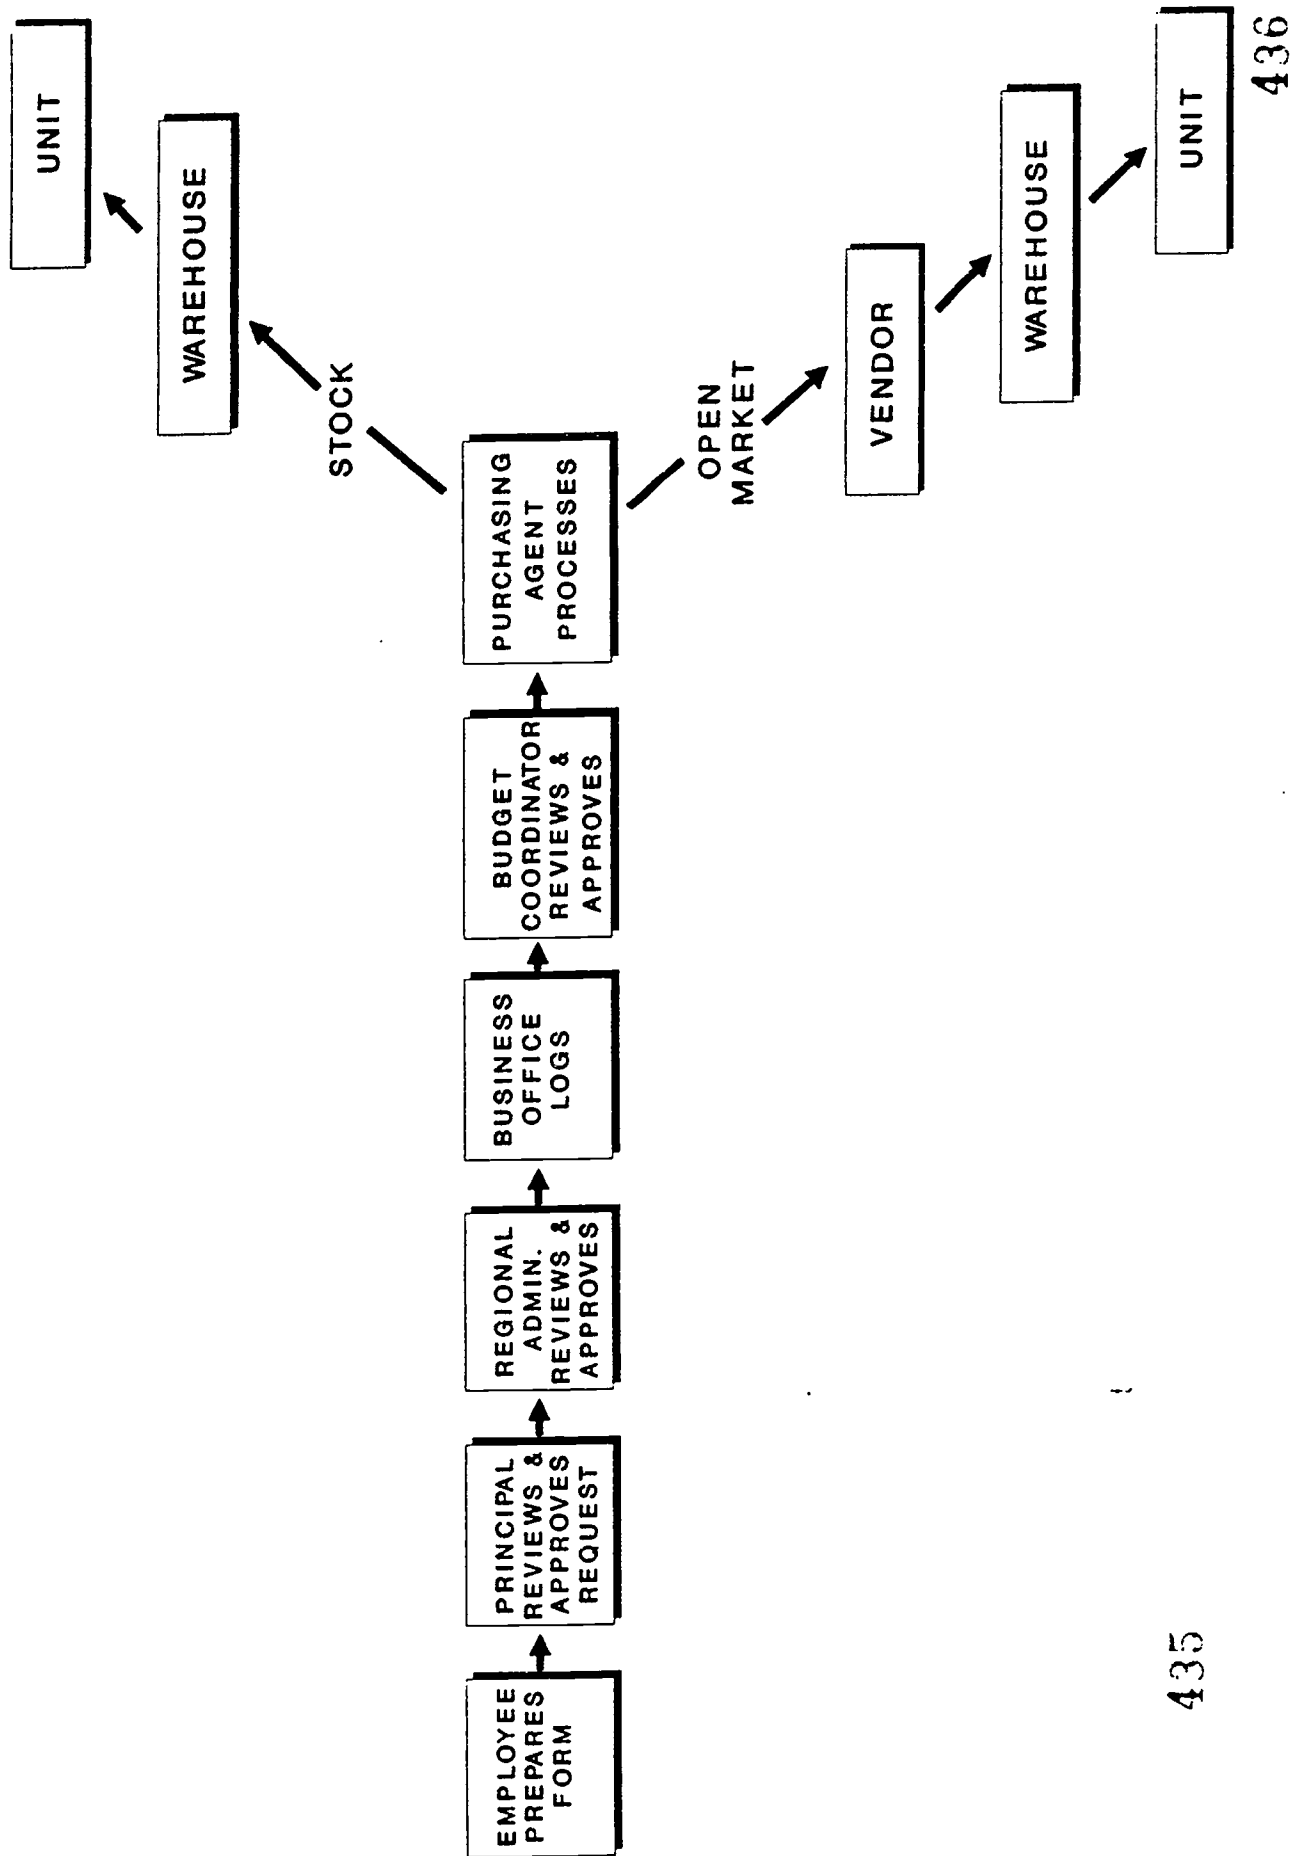 EMPLOYEE
PREPARES
FORM
PRINCIPAL
REVIEWS &
APPROVES
REQUEST
REGIONAL
ADMIN.
REVIEWS &
APPROVES
BUSINESS
OFFICE
LOGS
BUDGET
COORDINATOR
REVIEWS &
APPROVES
PURCHASING
AGENT
PROCESSES
STOCK
WAREHOUSE
UNIT
OPEN
MARKET
VENDOR
WAREHOUSE
UNIT
435
436